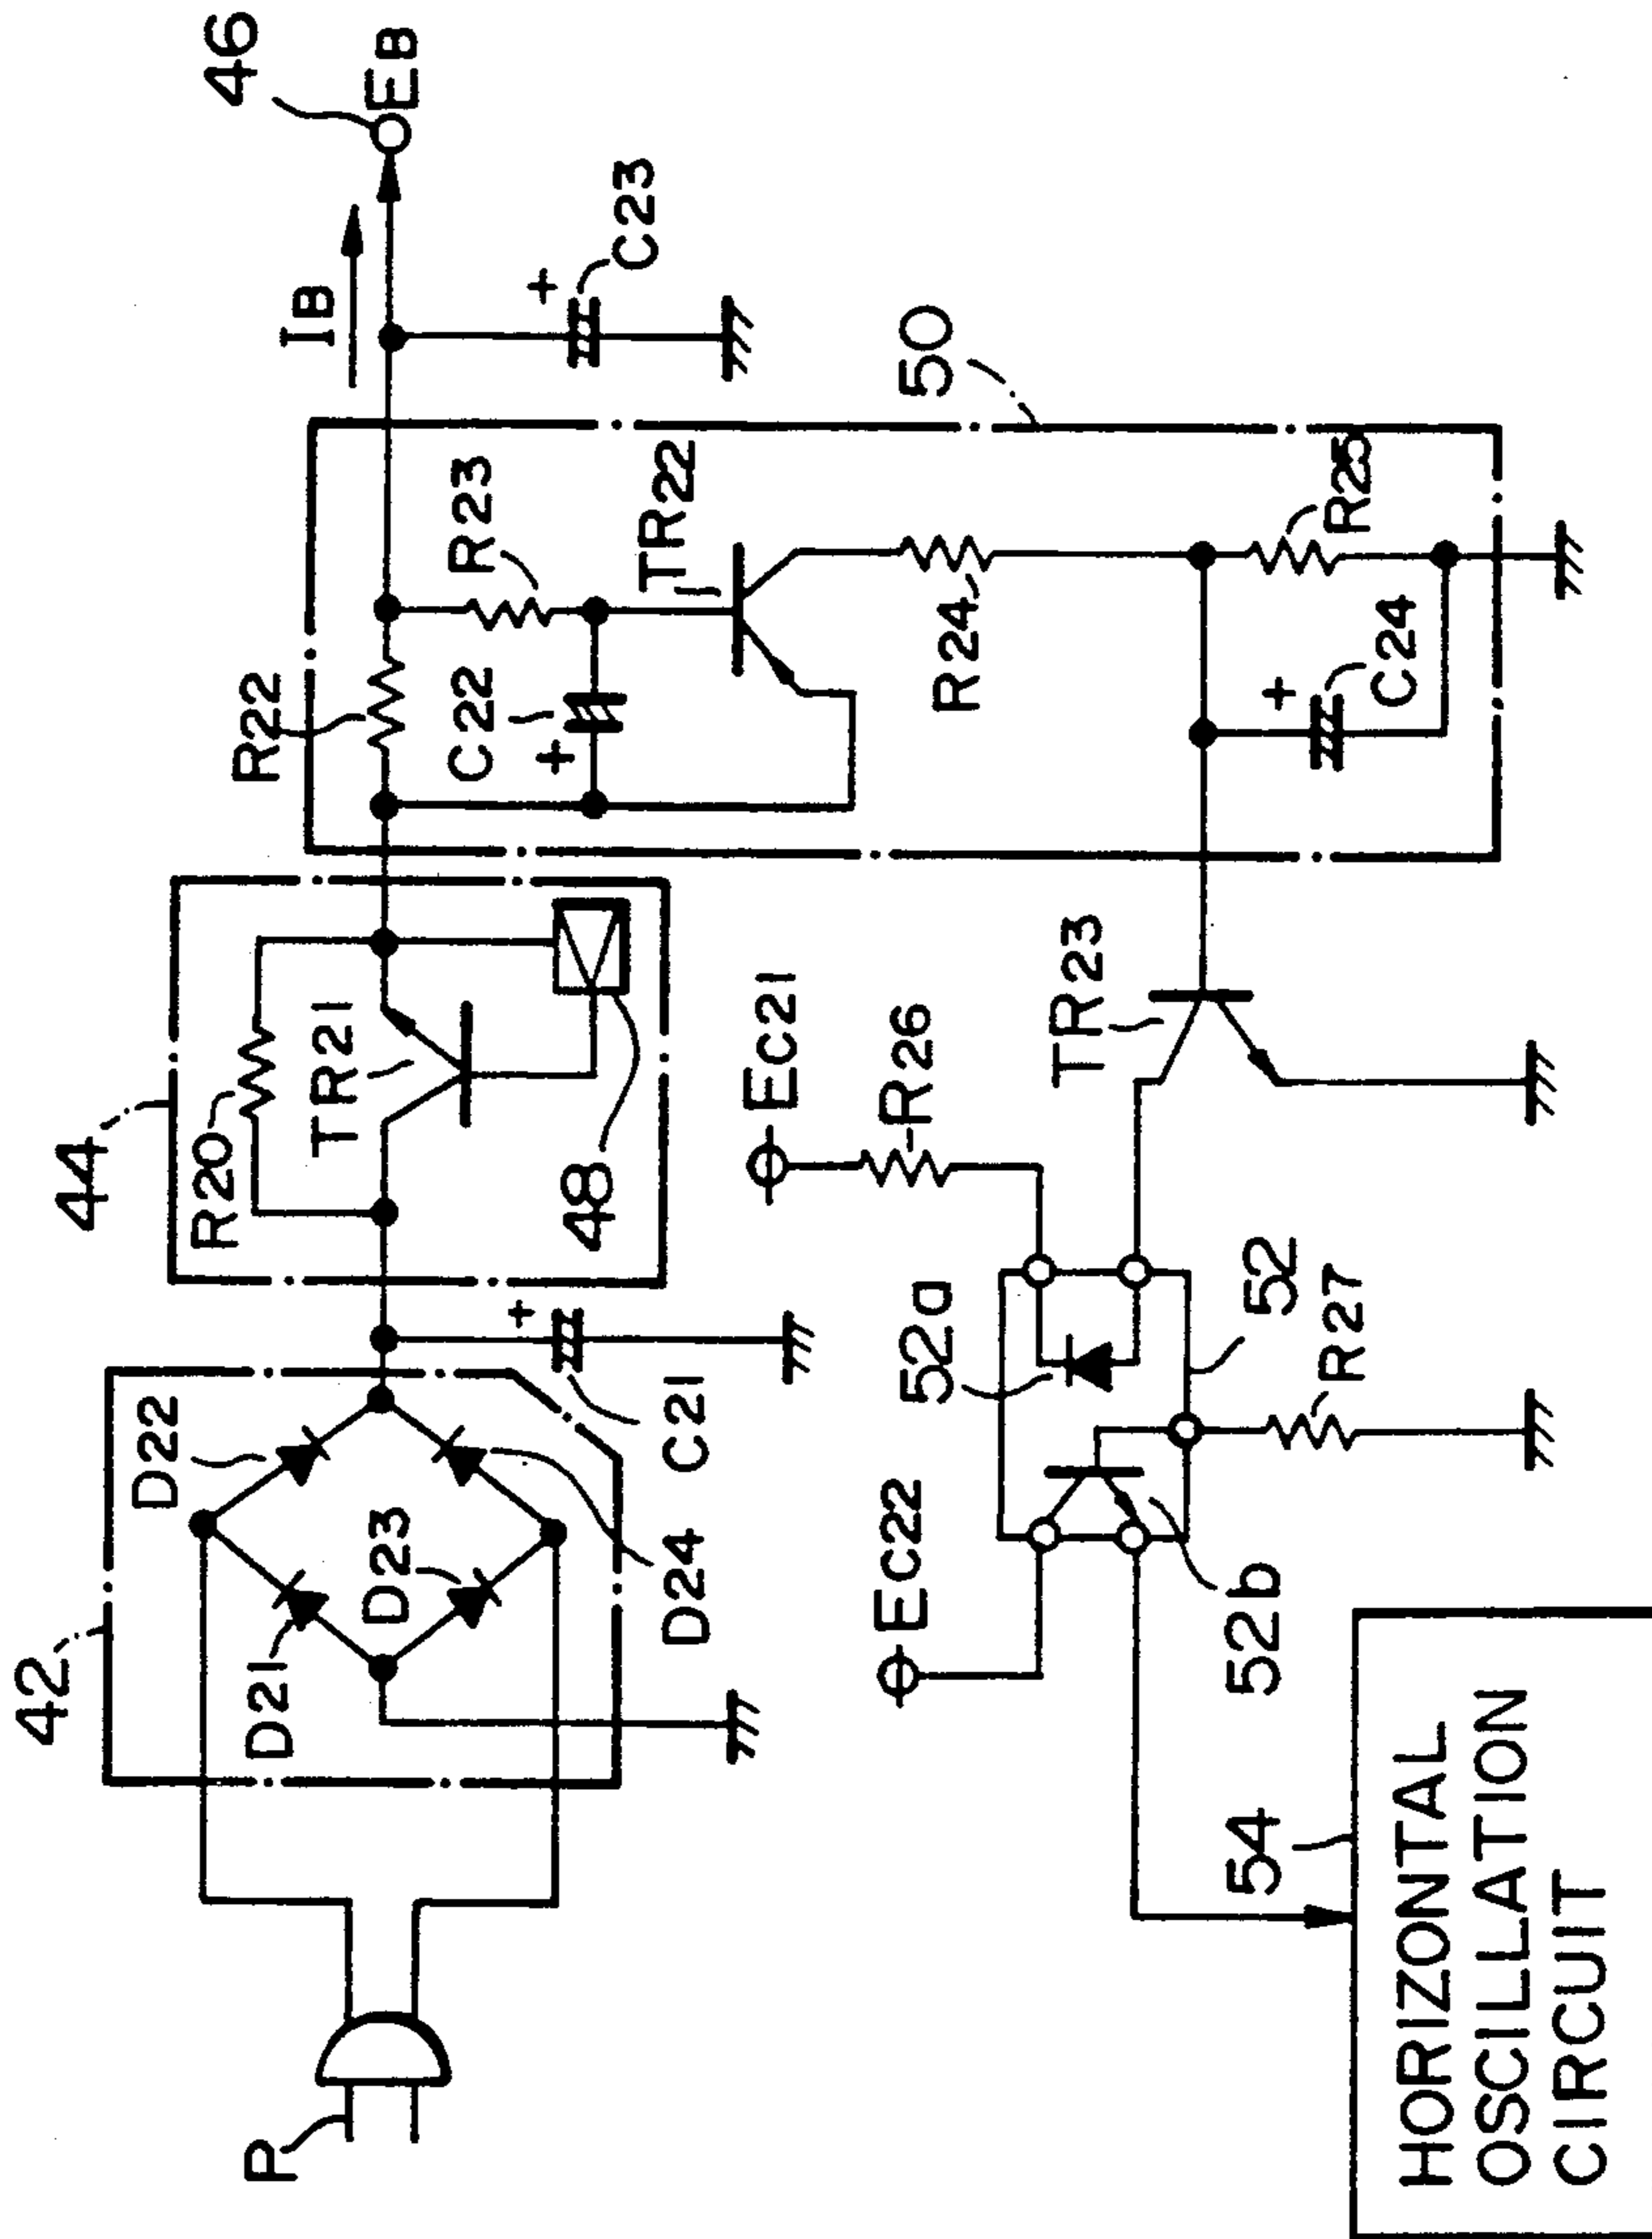 P
42
D21
D22
D23
D24
C21
+
44
R20
TR21
48
R22
C22
+
R23
TR22
R24
R25
C24
+
50
IB
C23
+
46
EB
EC21
R26
TR23
52a
52
R27
EC22
52b
54
HORIZONTAL
OSCILLATION
CIRCUIT